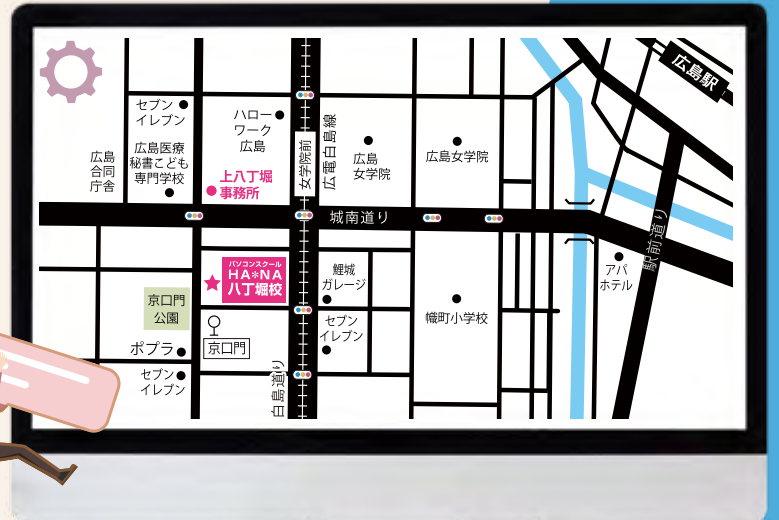 広島駅
セブン
イレブン
ハロー
ワーク
広島
広島医療
秘書こども
専門学校
広島
合同
庁舎
上八丁堀
事務所
女学院前
広電白島線
広島
女学院
広島女学院
城南道り
駅前道り
パソコンスクール
HA*NA
八丁堀校
鯉城
ガレージ
アパ
ホテル
京口門
公園
京口門
セブン
イレブン
幟町小学校
ポプラ
セブン
イレブン
白島道り